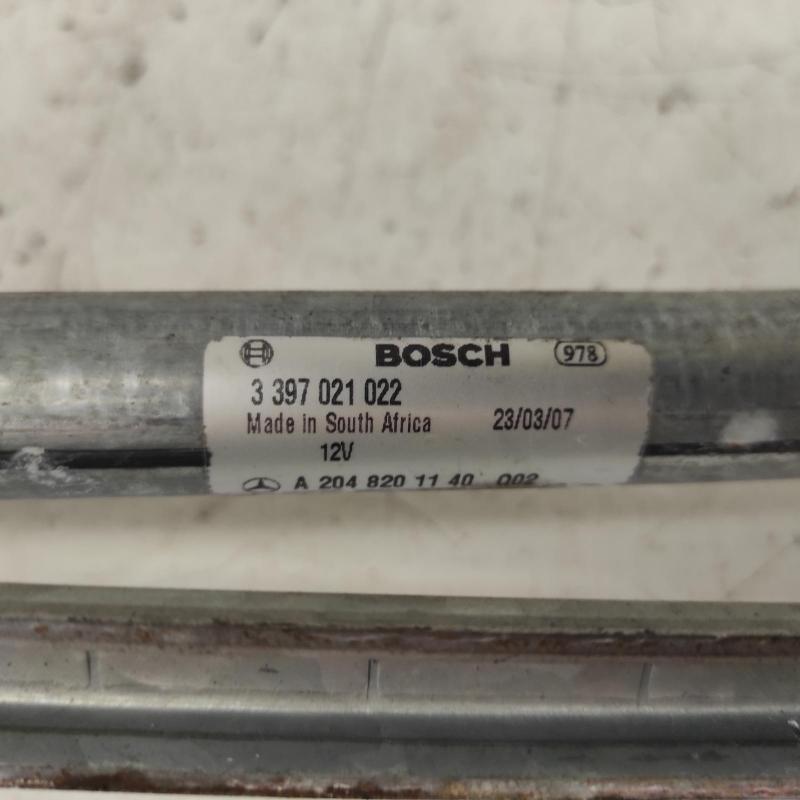 BOSCH 978
3 397 021 022
Made in South Africa 23/03/07
12V
A 204 820 11 40 002